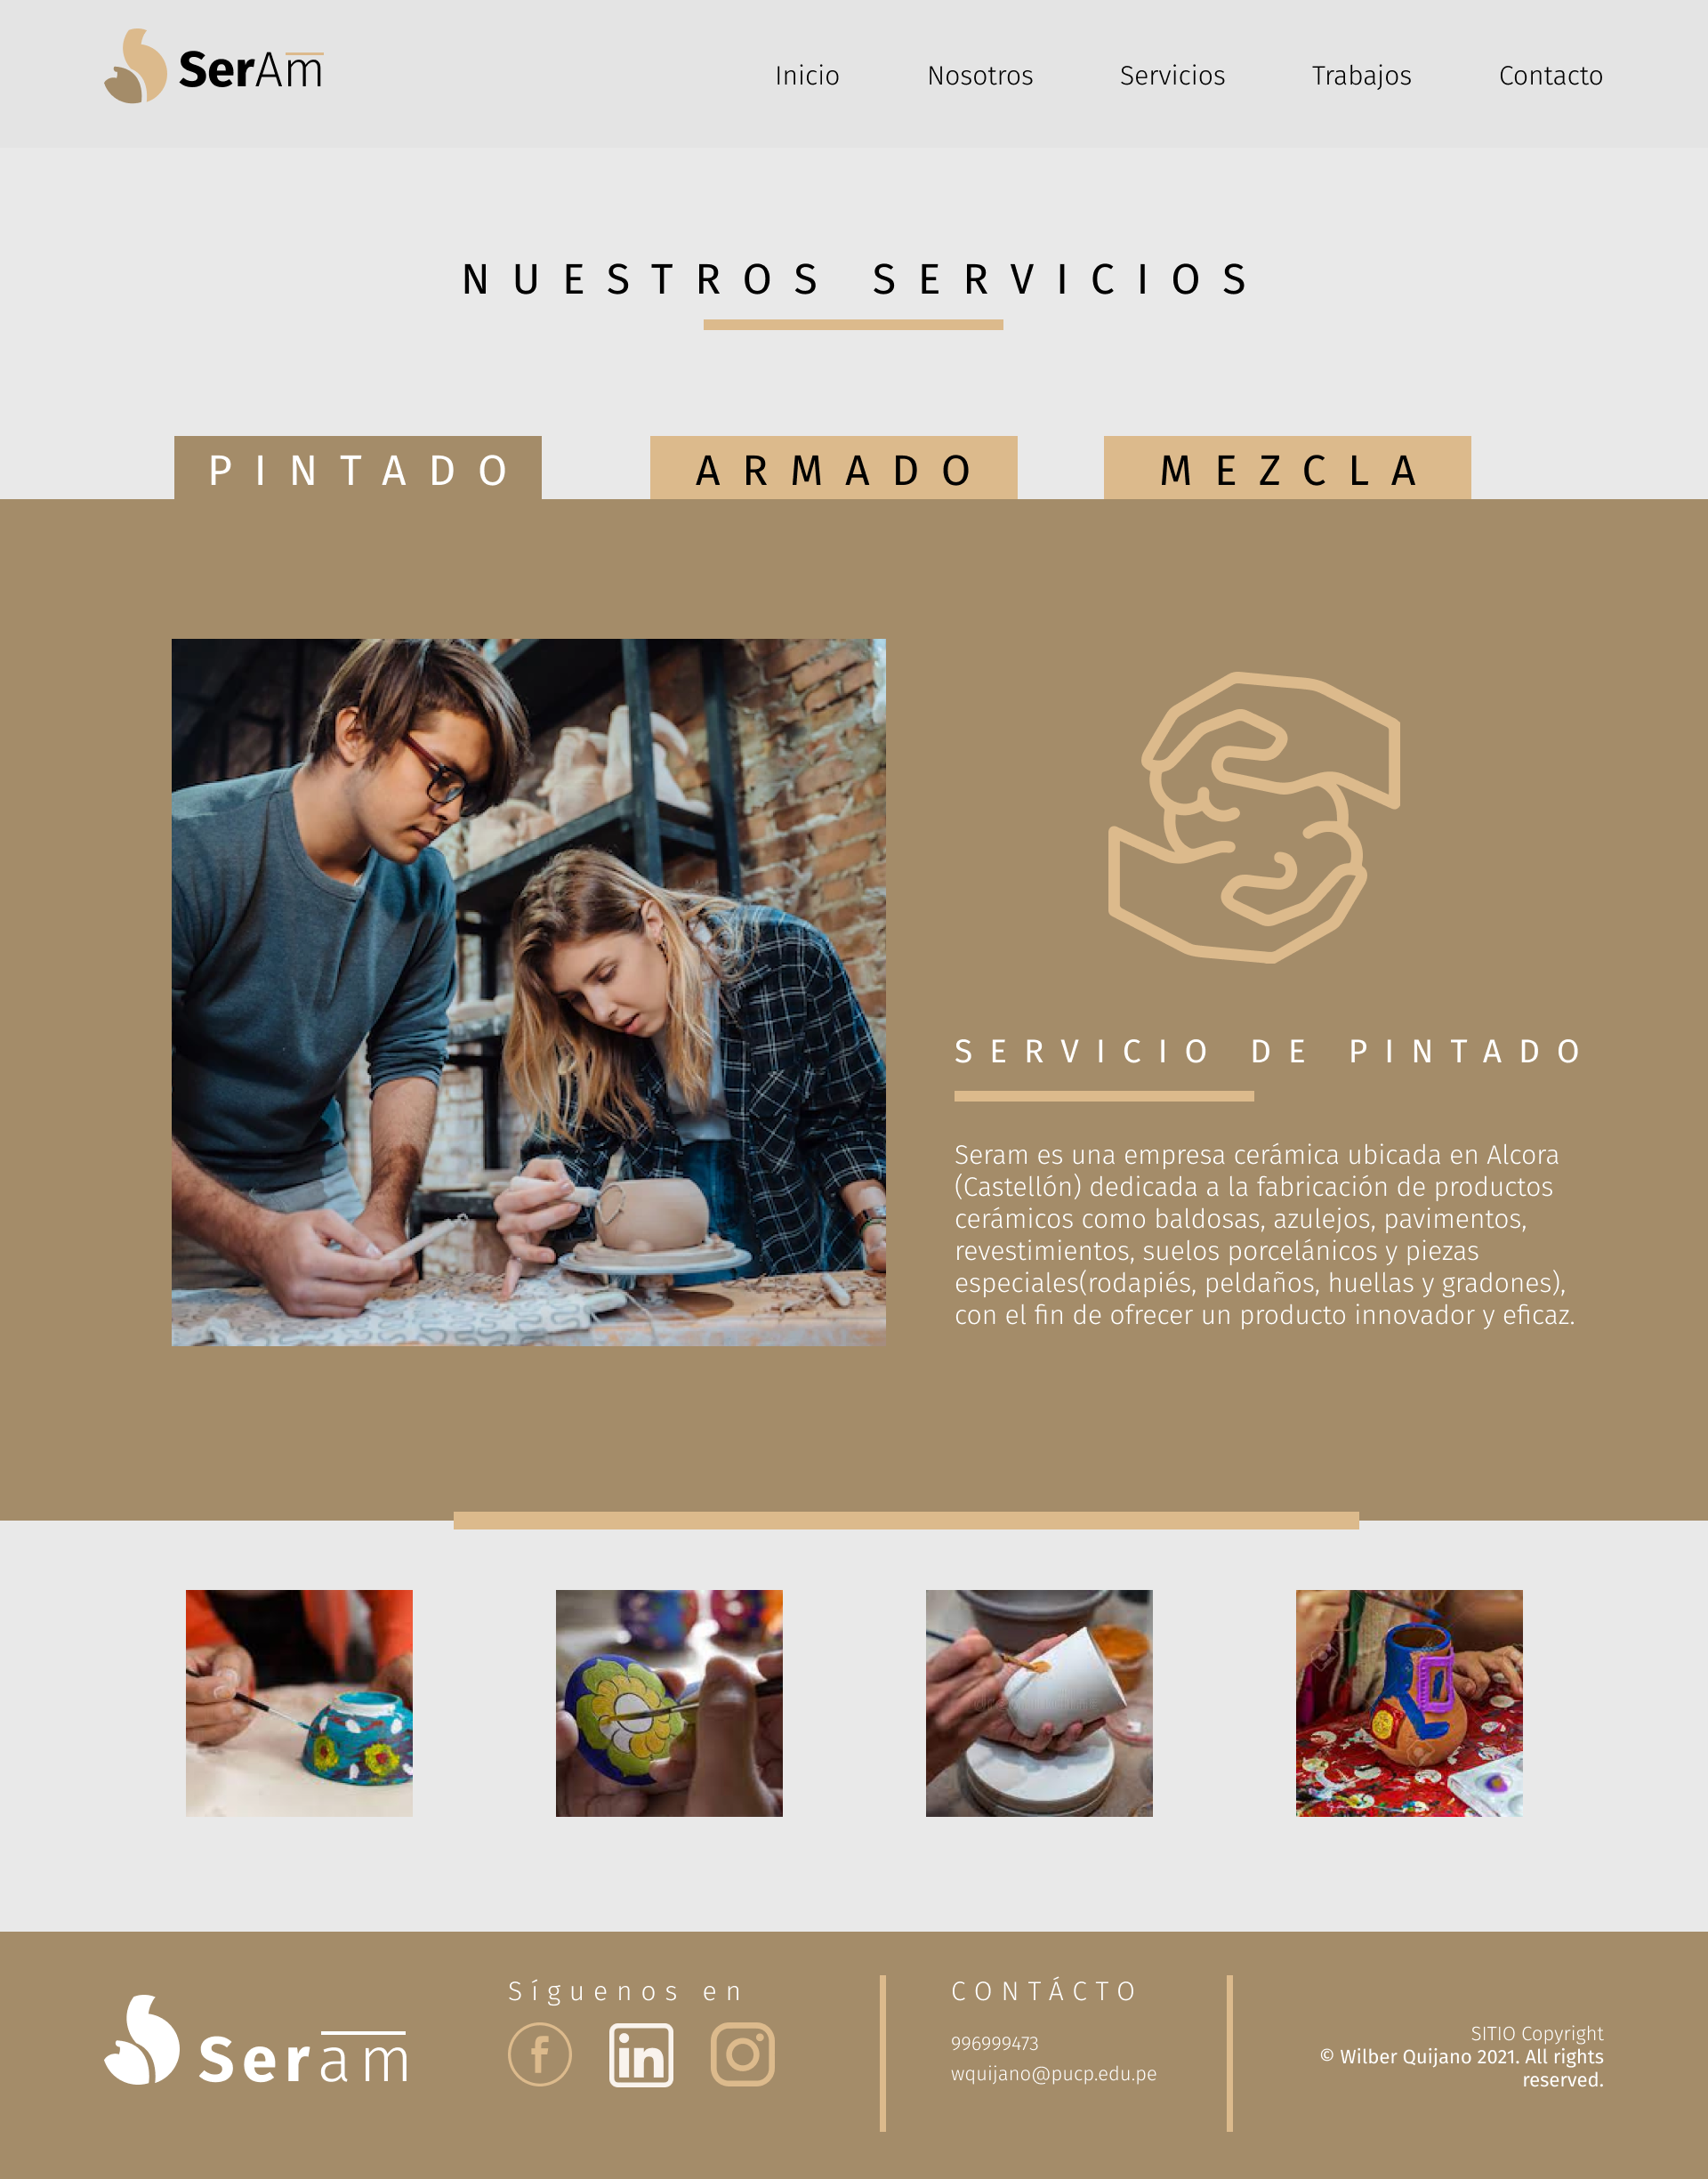 SerAm
Inicio Nosotros Servicios Trabajos Contacto
NUESTROS SERVICIOS
PINTADO ARMADO MEZCLA
SERVICIO DE PINTADO
Seram es una empresa cerámica ubicada en Alcora
(Castellón) dedicada a la fabricación de productos
cerámicos como baldosas, azulejos, pavimentos,
revestimientos, suelos porcelánicos y piezas
especiales(rodapiés, peldaños, huellas y gradones),
con el fin de ofrecer un producto innovador y eficaz.
Seram
Síguenos en
f
in
CONTÁCTO
996999473
wquijano@pucp.edu.pe
SITIO Copyright
© Wilber Quijano 2021. All rights
reserved.